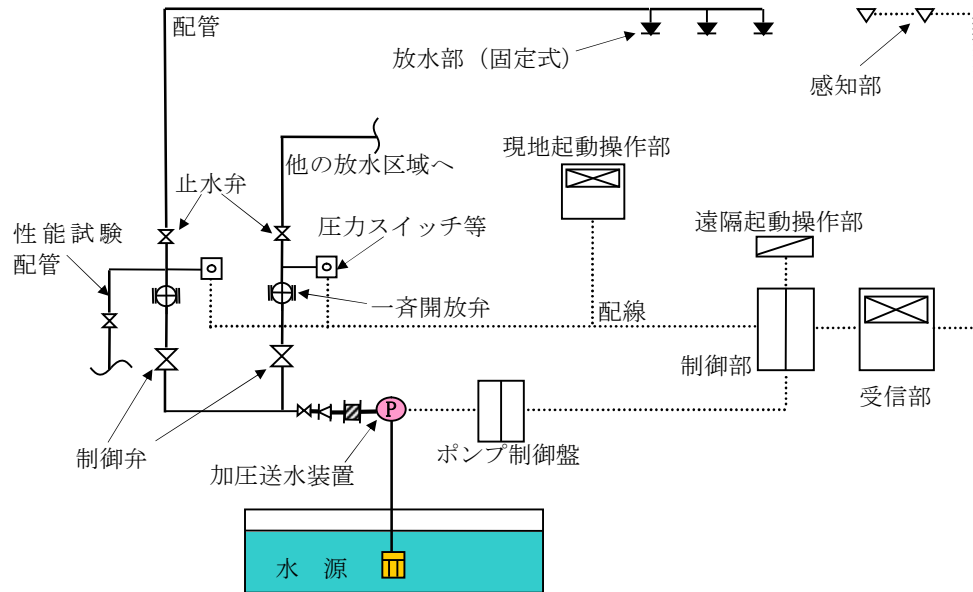 配管
放水部（固定式）
感知部
現地起動操作部
他の放水区域へ
止水弁
圧力スイッチ等
遠隔起動操作部
性能試験
配管
一斉開放弁
配線
制御部
受信部
P
制御弁
加圧送水装置
ポンプ制御盤
水 源